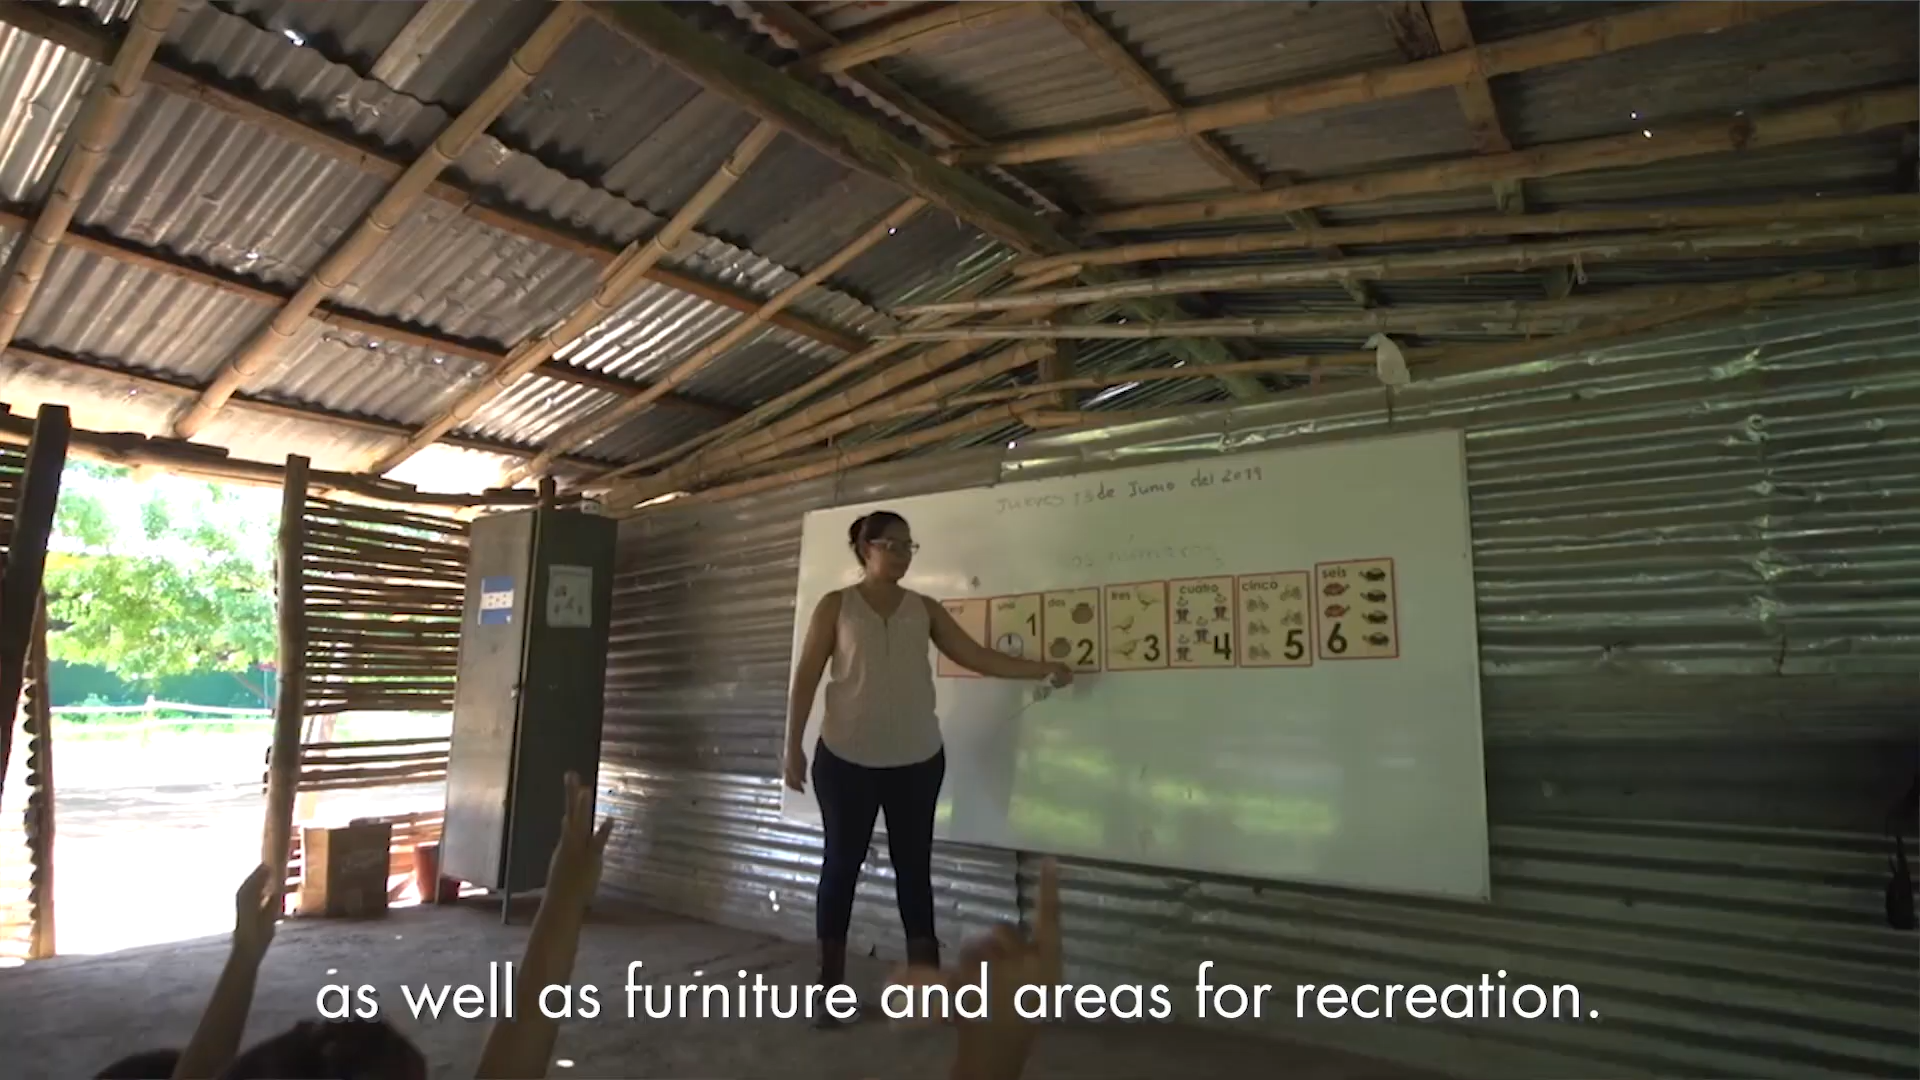 Jueves 13 de Junio del 2019
uno
1
dos
2
tres
3
cuatro
4
cinco
5
seis
6
as well as furniture and areas for recreation.